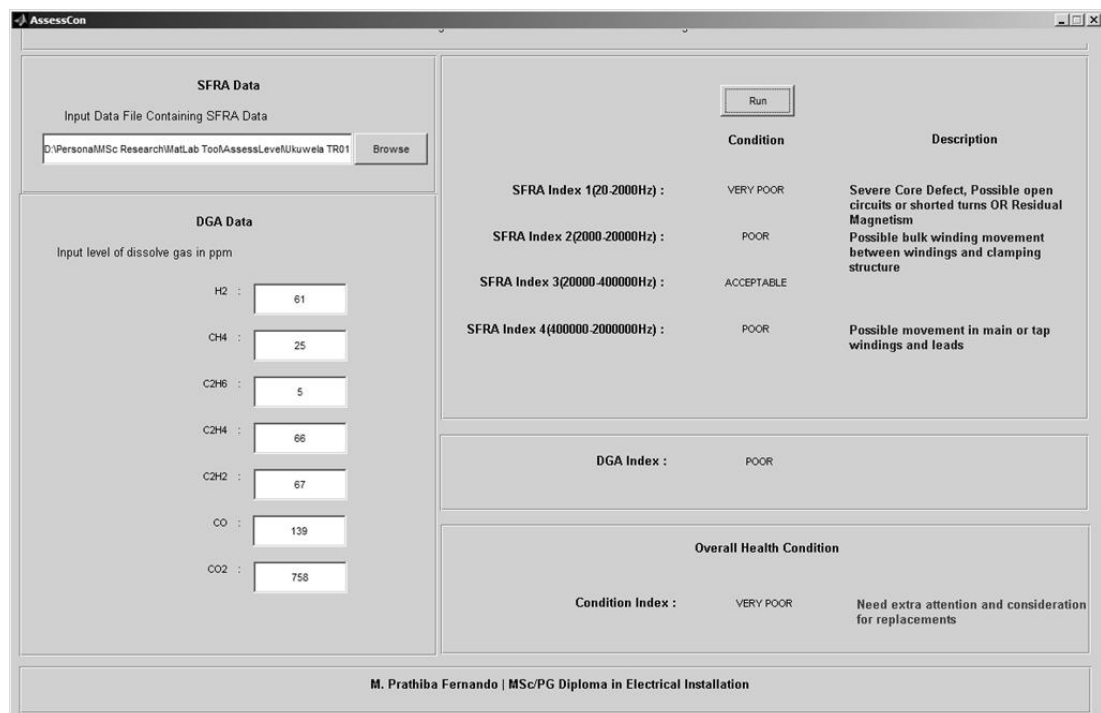 AssessCon
SFRA Data
Input Data File Containing SFRA Data
D:\Personal\MSc Research\MatLab Tool\AssessLevel\Ukuwela TR01
Browse
DGA Data
Input level of dissolve gas in ppm
H2 : 61
CH4 : 25
C2H6 : 5
C2H4 : 66
C2H2 : 67
CO : 139
CO2 : 758
Run
Condition Description
SFRA Index 1(20-2000Hz) : VERY POOR Severe Core Defect, Possible open
circuits or shorted turns OR Residual
Magnetism
SFRA Index 2(2000-20000Hz) : POOR Possible bulk winding movement
between windings and clamping
structure
SFRA Index 3(20000-400000Hz) : ACCEPTABLE
SFRA Index 4(400000-2000000Hz) : POOR Possible movement in main or tap
windings and leads
DGA Index : POOR
Overall Health Condition
Condition Index : VERY POOR Need extra attention and consideration
for replacements
M. Prathiba Fernando | MSc/PG Diploma in Electrical Installation